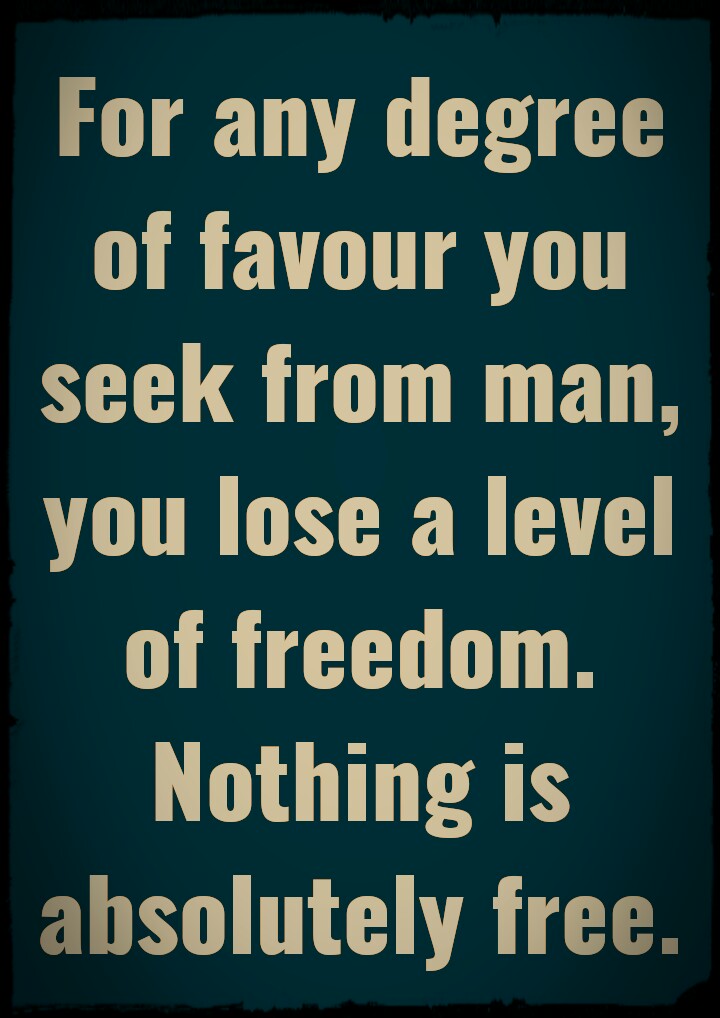 For any degree
of favour you
seek from man,
you lose a level
of freedom.
Nothing is
absolutely free.